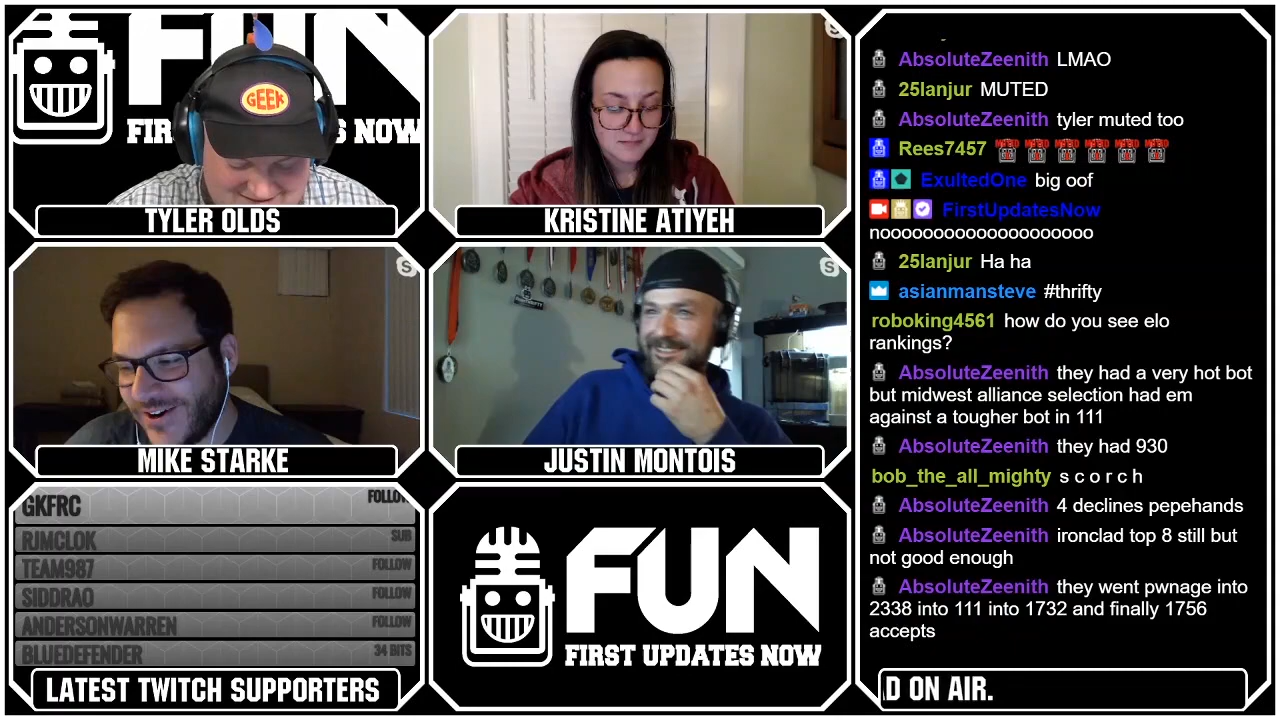 FUN
FIR
S NOW
GEEK
TYLER OLDS
KRISTINE ATIYEH
MIKE STARKE
JUSTIN MONTOIS
GKFRC FOLLOW
RJMCLOK SUB
TEAM987 FOLLOW
SIDDRAO FOLLOW
ANDERSONWARREN FOLLOW
BLUEDEFENDER 34 BITS
LATEST TWITCH SUPPORTERS
FUN
FIRST UPDATES NOW
AbsoluteZeenith LMAO
25lanjur MUTED
AbsoluteZeenith tyler muted too
Rees7457
ExultedOne big oof
FirstUpdatesNow
noooooooooooooooooooo
25lanjur Ha ha
asianmansteve #thrifty
roboking4561 how do you see elo
rankings?
AbsoluteZeenith they had a very hot bot
but midwest alliance selection had em
against a tougher bot in 111
AbsoluteZeenith they had 930
bob_the_all_mighty s c o r c h
AbsoluteZeenith 4 declines pepehands
AbsoluteZeenith ironclad top 8 still but
not good enough
AbsoluteZeenith they went pwnage into
2338 into 111 into 1732 and finally 1756
accepts
D ON AIR.